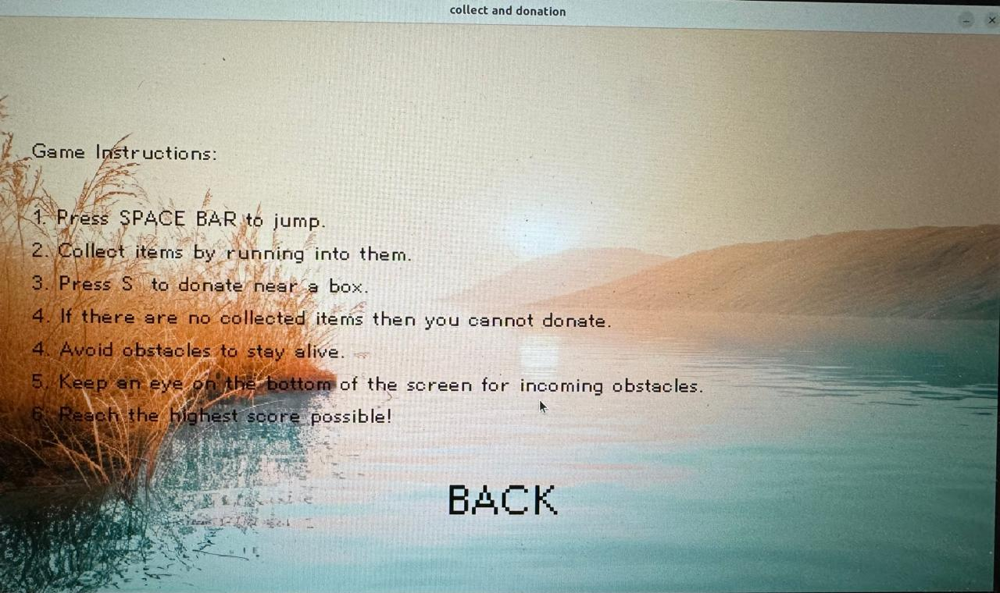 collect and donation
Game Instructions:
1. Press SPACE BAR to jump.
2. Collect items by running into them.
3. Press S  to donate near a box.
4. If there are no collected items then you cannot donate.
4. Avoid obstacles to stay alive.
5. Keep an eye on the bottom of the screen for incoming obstacles.
6. Reach the highest score possible!
BACK